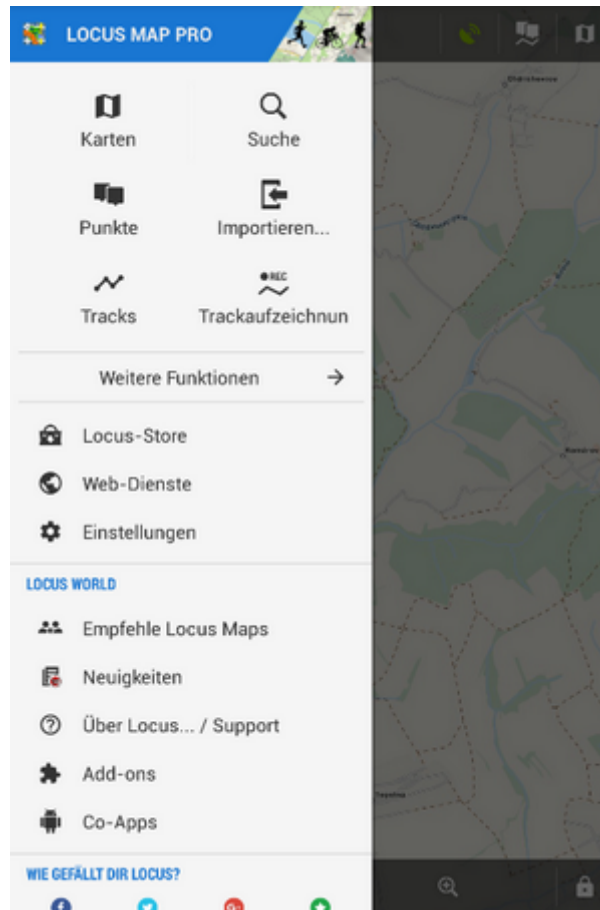 LOCUS MAP PRO
Karten
Suche
Punkte
Importieren...
Tracks
REC
Trackaufzeichnun
Weitere Funktionen
Locus-Store
Web-Dienste
Einstellungen
LOCUS WORLD
Empfehle Locus Maps
Neuigkeiten
Über Locus... / Support
Add-ons
Co-Apps
WIE GEFÄLLT DIR LOCUS?